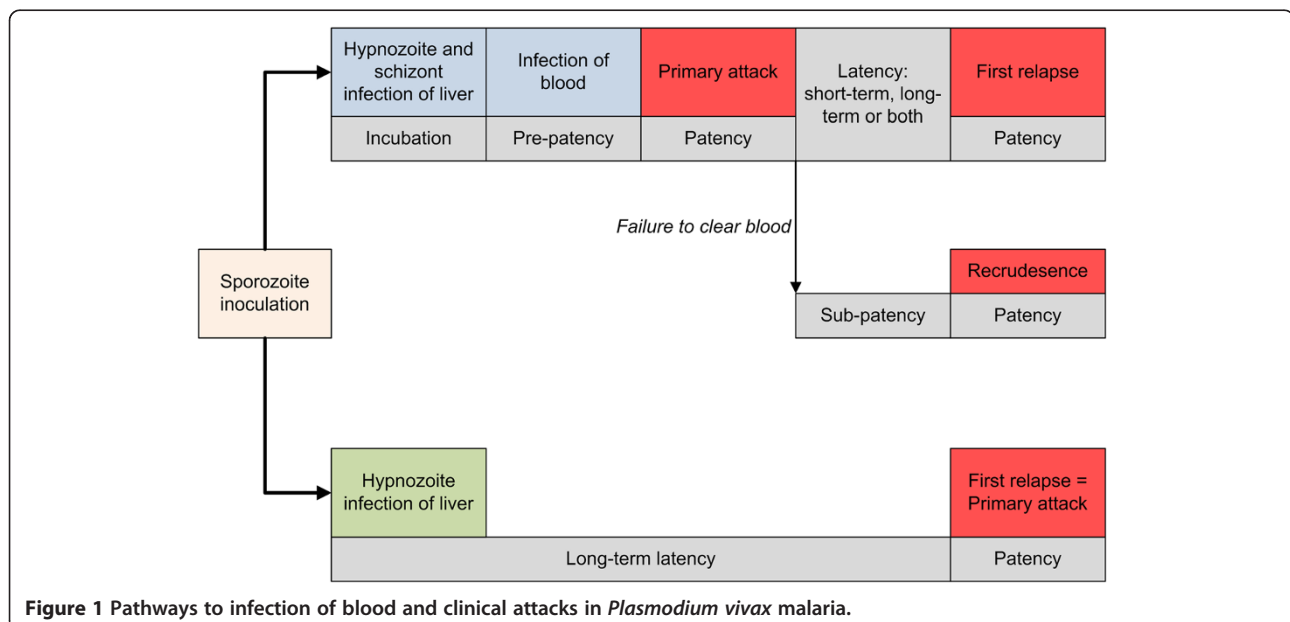 Hypnozoite and
schizont
infection of liver
Infection of
blood
Primary attack
Latency:
short-term, long-
term or both
First relapse
Incubation
Pre-patency
Patency
Patency
Failure to clear blood
Sporozoite
inoculation
Recrudesence
Sub-patency
Patency
Hypnozoite
infection of liver
First relapse =
Primary attack
Long-term latency
Patency
Figure 1 Pathways to infection of blood and clinical attacks in Plasmodium vivax malaria.